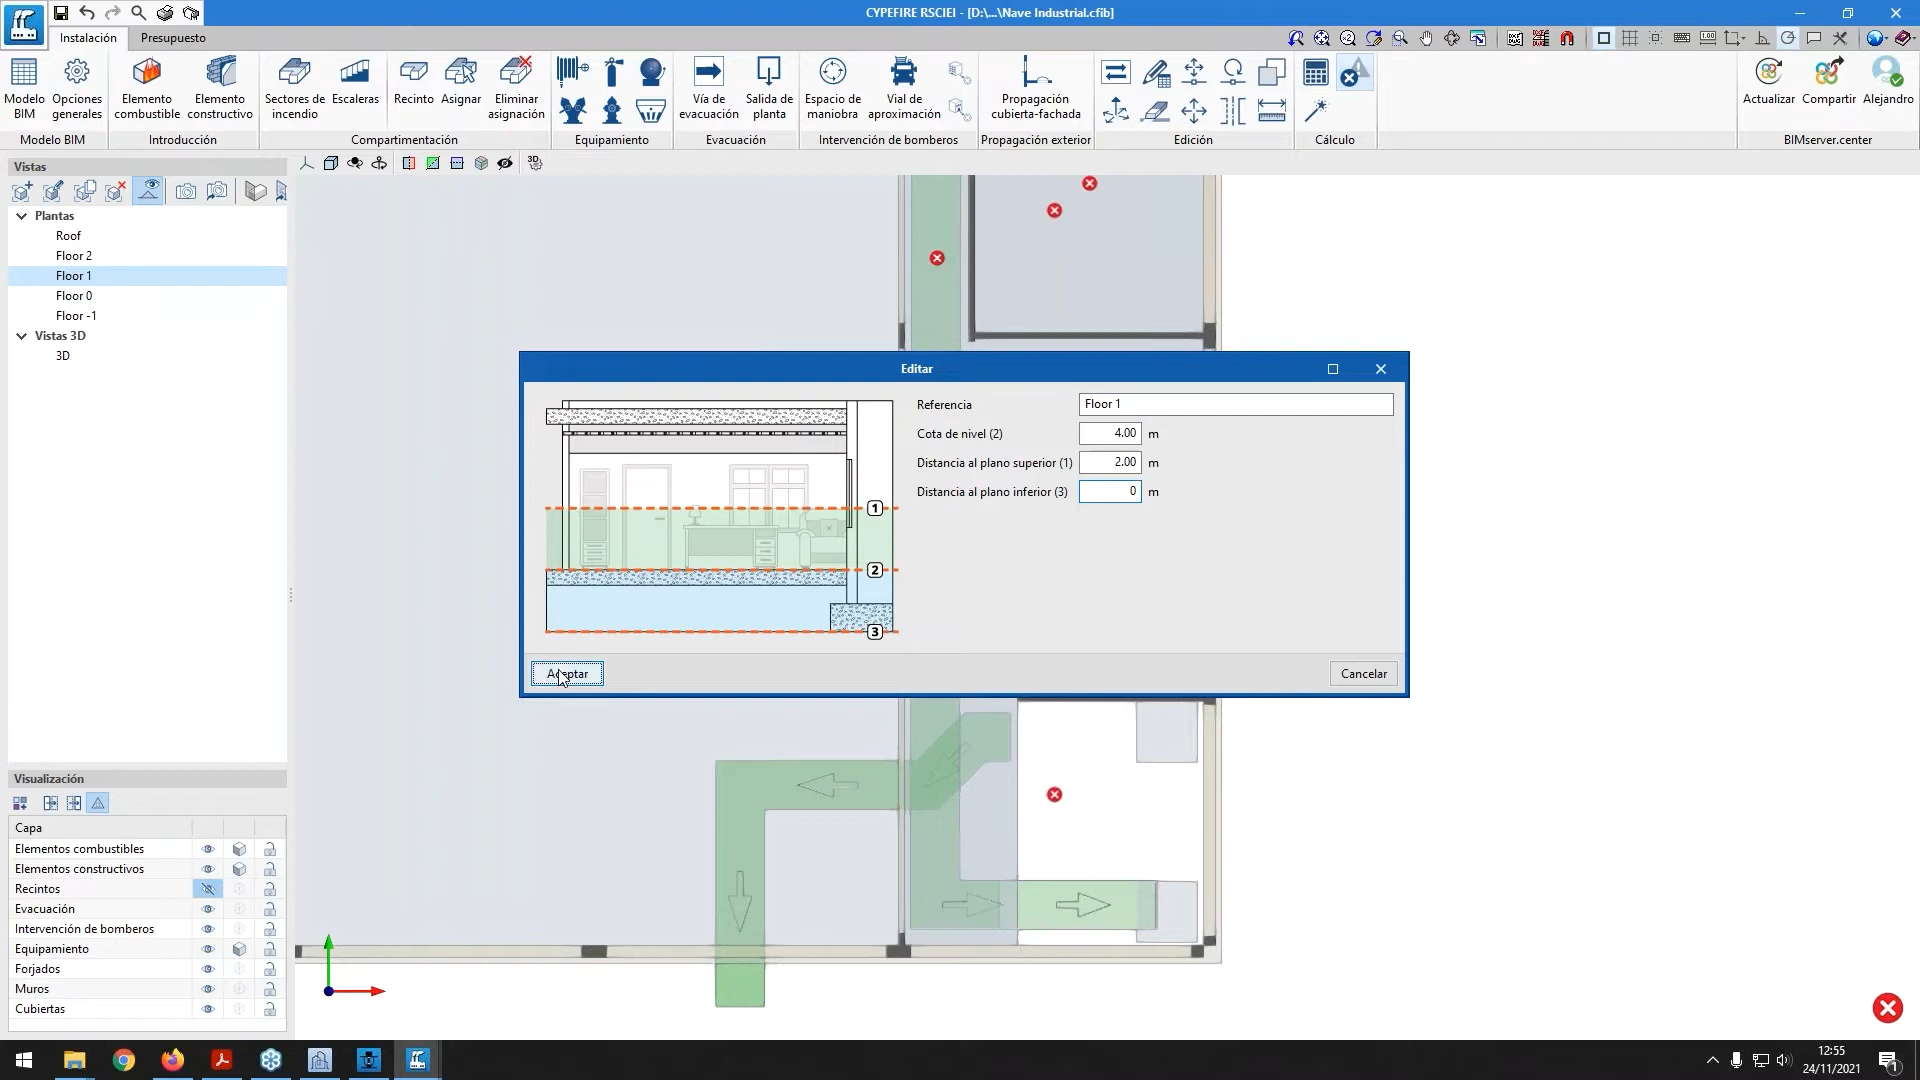 CYPEFIRE RSCIEI - [D:\...\Nave Industrial.cfib]
Instalación
Presupuesto
Modelo BIM
Opciones generales
Elemento combustible
Elemento constructivo
Sectores de incendio
Escaleras
Recinto
Asignar
Eliminar asignación
Vía de evacuación
Salida de planta
Espacio de maniobra
Vial de aproximación
Propagación cubierta-fachada
Actualizar
Compartir
Alejandro
Modelo BIM
Introducción
Compartimentación
Equipamiento
Evacuación
Intervención de bomberos
Propagación exterior
Edición
Cálculo
BIMserver.center
Vistas
Plantas
Roof
Floor 2
Floor 1
Floor 0
Floor -1
Vistas 3D
3D
Editar
Referencia
Floor 1
Cota de nivel (2)
4.00 m
Distancia al plano superior (1)
2.00 m
Distancia al plano inferior (3)
0 m
1
2
3
Aceptar
Cancelar
Visualización
Capa
Elementos combustibles
Elementos constructivos
Recintos
Evacuación
Intervención de bomberos
Equipamiento
Forjados
Muros
Cubiertas
12:55
24/11/2021
1